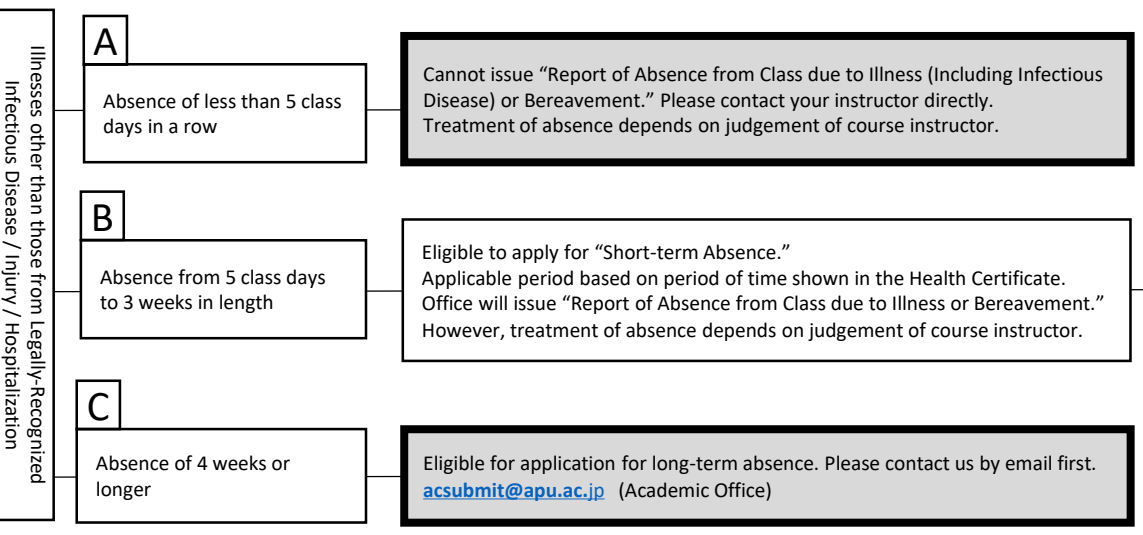 Illnesses other than those from Legally-Recognized
Infectious Disease / Injury / Hospitalization
A
Absence of less than 5 class
days in a row
Cannot issue “Report of Absence from Class due to Illness (Including Infectious
Disease) or Bereavement.” Please contact your instructor directly.
Treatment of absence depends on judgement of course instructor.
B
Absence from 5 class days
to 3 weeks in length
Eligible to apply for “Short-term Absence.”
Applicable period based on period of time shown in the Health Certificate.
Office will issue “Report of Absence from Class due to Illness or Bereavement.”
However, treatment of absence depends on judgement of course instructor.
C
Absence of 4 weeks or
longer
Eligible for application for long-term absence. Please contact us by email first.
acsubmit@apu.ac.jp (Academic Office)